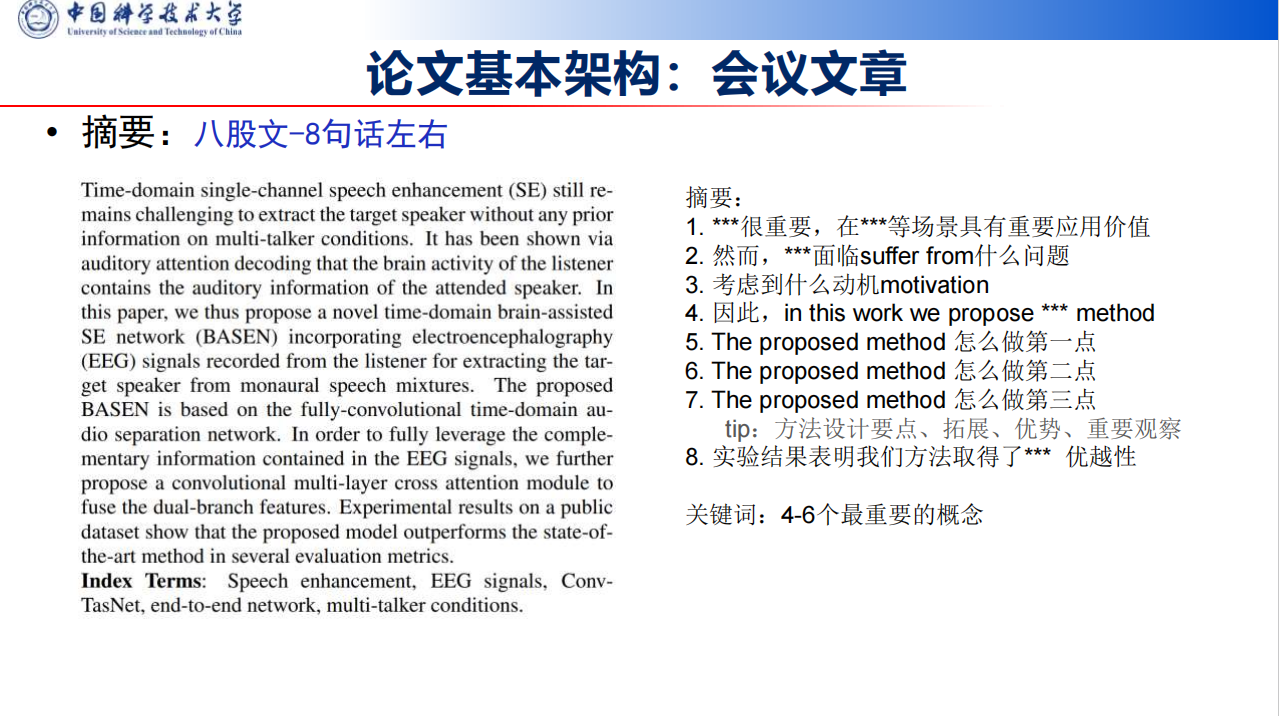 中国科学技术大学
University of Science and Technology of China
论文基本架构：会议文章
• 摘要：八股文-8句话左右
Time-domain single-channel speech enhancement (SE) still re-
mains challenging to extract the target speaker without any prior
information on multi-talker conditions. It has been shown via
auditory attention decoding that the brain activity of the listener
contains the auditory information of the attended speaker. In
this paper, we thus propose a novel time-domain brain-assisted
SE network (BASEN) incorporating electroencephalography
(EEG) signals recorded from the listener for extracting the tar-
get speaker from monaural speech mixtures. The proposed
BASEN is based on the fully-convolutional time-domain au-
dio separation network. In order to fully leverage the comple-
mentary information contained in the EEG signals, we further
propose a convolutional multi-layer cross attention module to
fuse the dual-branch features. Experimental results on a public
dataset show that the proposed model outperforms the state-of-
the-art method in several evaluation metrics.
Index Terms: Speech enhancement, EEG signals, Conv-
TasNet, end-to-end network, multi-talker conditions.
摘要：
1. ***很重要，在***等场景具有重要应用价值
2. 然而，***面临suffer from什么问题
3. 考虑到什么动机motivation
4. 因此，in this work we propose *** method
5. The proposed method 怎么做第一点
6. The proposed method 怎么做第二点
7. The proposed method 怎么做第三点
tip：方法设计要点、拓展、优势、重要观察
8. 实验结果表明我们方法取得了*** 优越性
关键词：4-6个最重要的概念